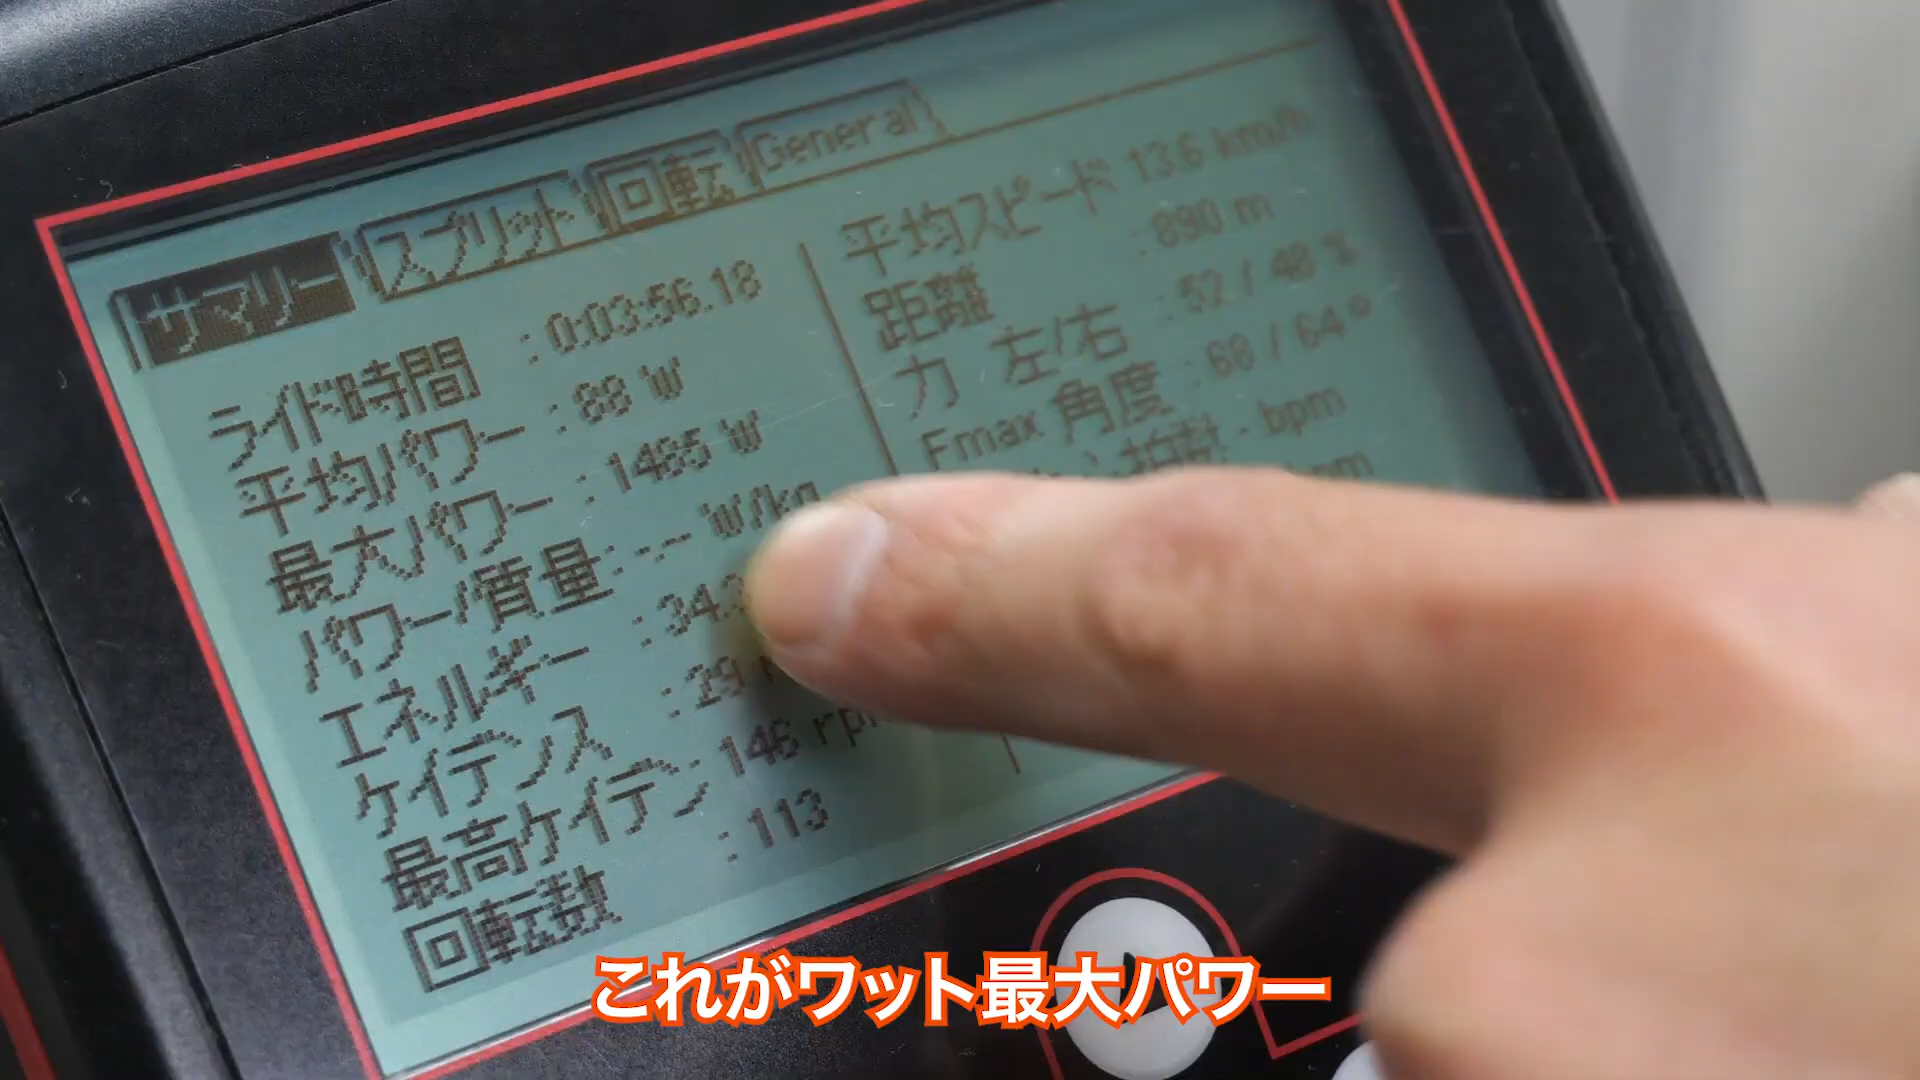 サマリー スプリット 回転 General
ライド時間 : 0:03:56.18
平均パワー : 88 W
最大パワー : 1465 W
パワー/質量 : -.-- W/kg
エネルギー : 34.
ケイデンス : 29
最高ケイデン : 146 rpm
回転数 : 113
平均スピード 13.6 km/h
距離 : 890 m
力 左/右 : 52 / 48 %
Fmax 角度 : 68 / 64°
拍数 - bpm
これがワット最大パワー